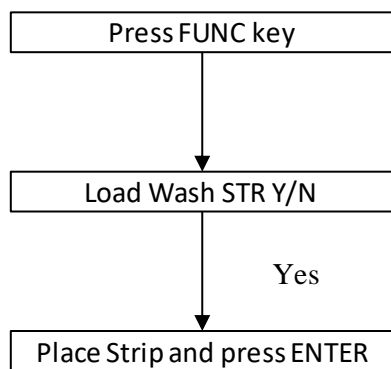 Press FUNC key
Load Wash STR Y/N
Yes
Place Strip and press ENTER